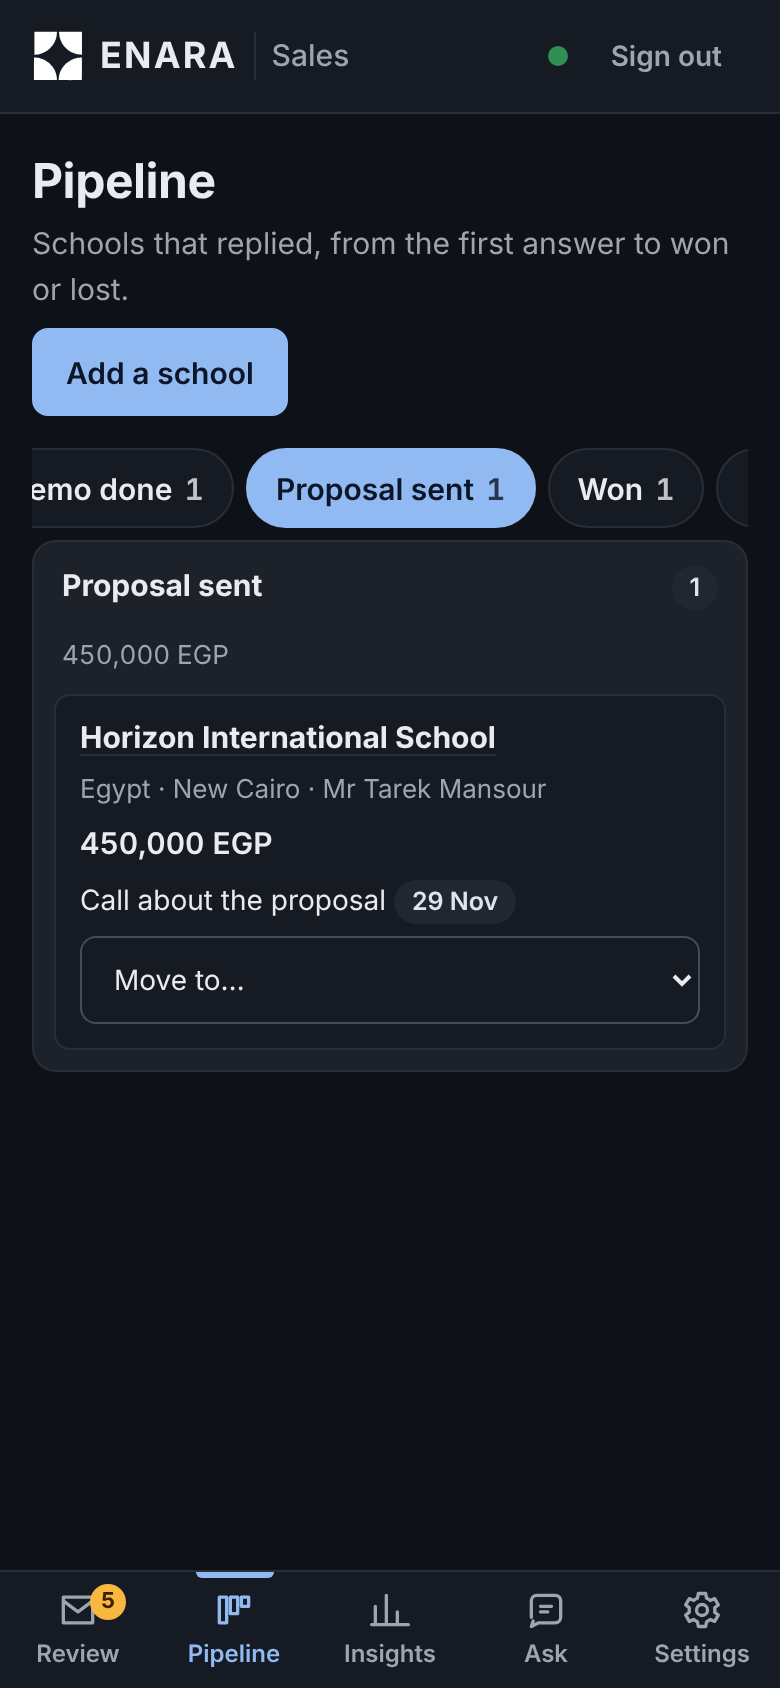 ENARA Sales Sign out
Pipeline
Schools that replied, from the first answer to won
or lost.
Add a school
emo done 1 Proposal sent 1 Won 1
Proposal sent 1
450,000 EGP
Horizon International School
Egypt · New Cairo · Mr Tarek Mansour
450,000 EGP
Call about the proposal 29 Nov
Move to...
5
Review Pipeline Insights Ask Settings